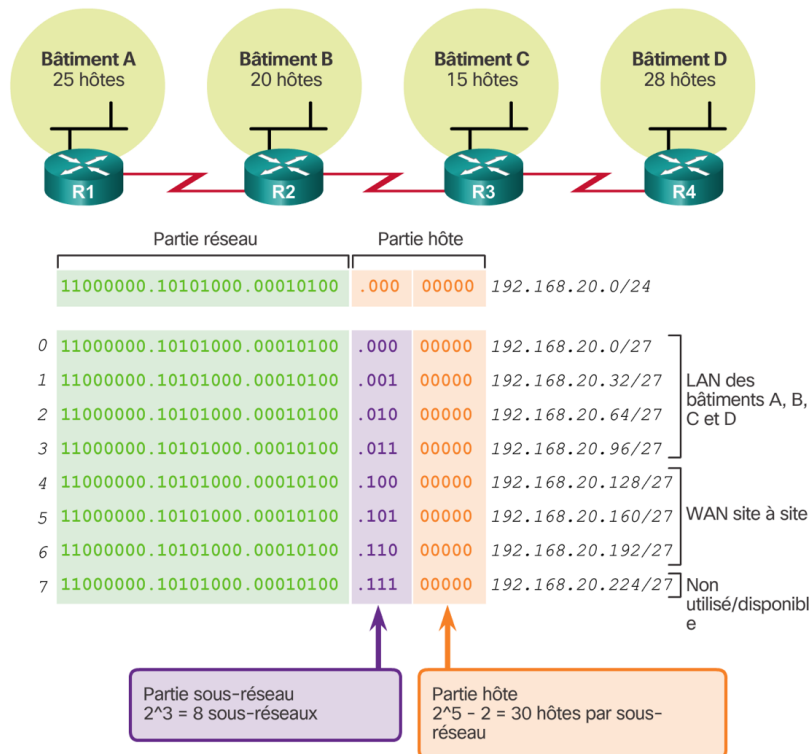 Bâtiment A
25 hôtes
Bâtiment B
20 hôtes
Bâtiment C
15 hôtes
Bâtiment D
28 hôtes
R1
R2
R3
R4
Partie réseau
Partie hôte
11000000.10101000.00010100 .000 00000 192.168.20.0/24
0 11000000.10101000.00010100 .000 00000 192.168.20.0/27
1 11000000.10101000.00010100 .001 00000 192.168.20.32/27
2 11000000.10101000.00010100 .010 00000 192.168.20.64/27
3 11000000.10101000.00010100 .011 00000 192.168.20.96/27
LAN des
bâtiments A, B,
C et D
4 11000000.10101000.00010100 .100 00000 192.168.20.128/27
5 11000000.10101000.00010100 .101 00000 192.168.20.160/27
6 11000000.10101000.00010100 .110 00000 192.168.20.192/27
WAN site à site
7 11000000.10101000.00010100 .111 00000 192.168.20.224/27
Non
utilisé/disponibl
e
Partie sous-réseau
2^3 = 8 sous-réseaux
Partie hôte
2^5 - 2 = 30 hôtes par sous-
réseau